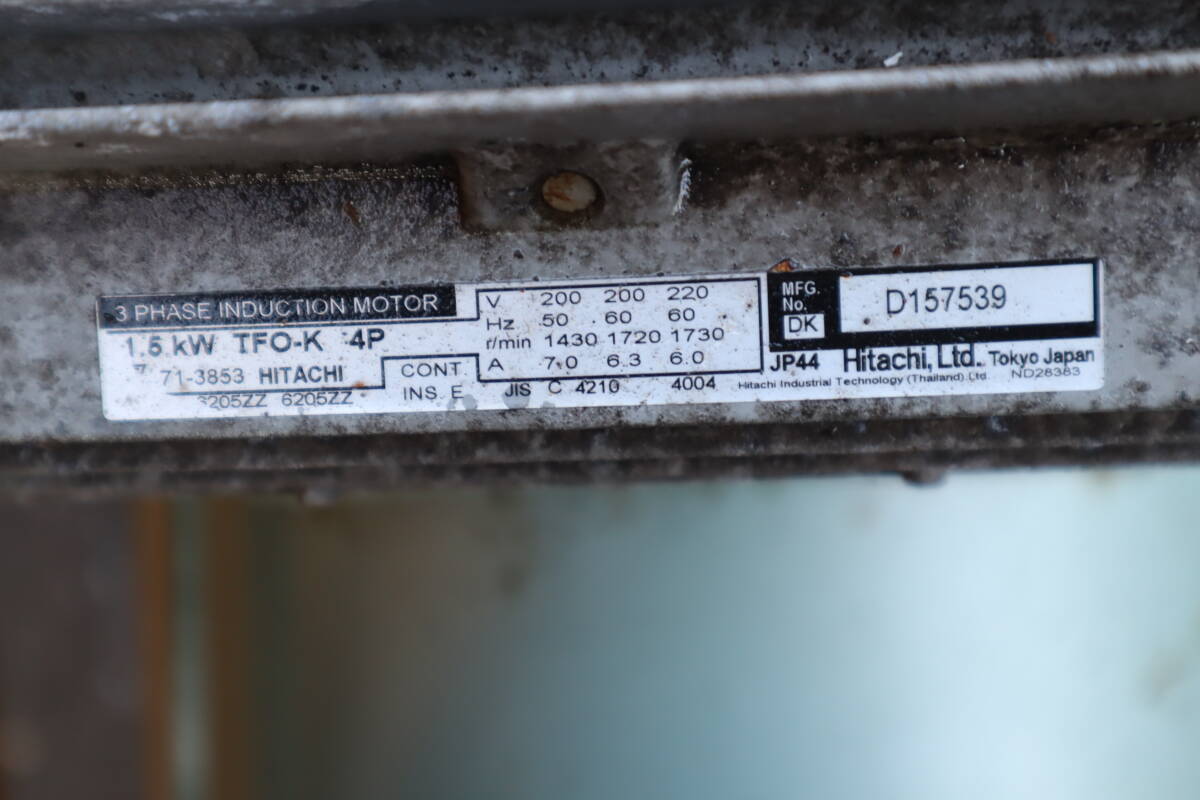 3 PHASE INDUCTION MOTOR
1.5 kW TFO-K 4P
71-3853 HITACHI
6205ZZ 6205ZZ
CONT.
INS. E
V 200 200 220
Hz 50 60 60
r/min 1430 1720 1730
A 7.0 6.3 6.0
JIS C 4210 4004
MFG.
No.
DK
D157539
JP44 Hitachi, Ltd. Tokyo Japan
Hitachi Industrial Technology (Thailand) Ltd. ND28383